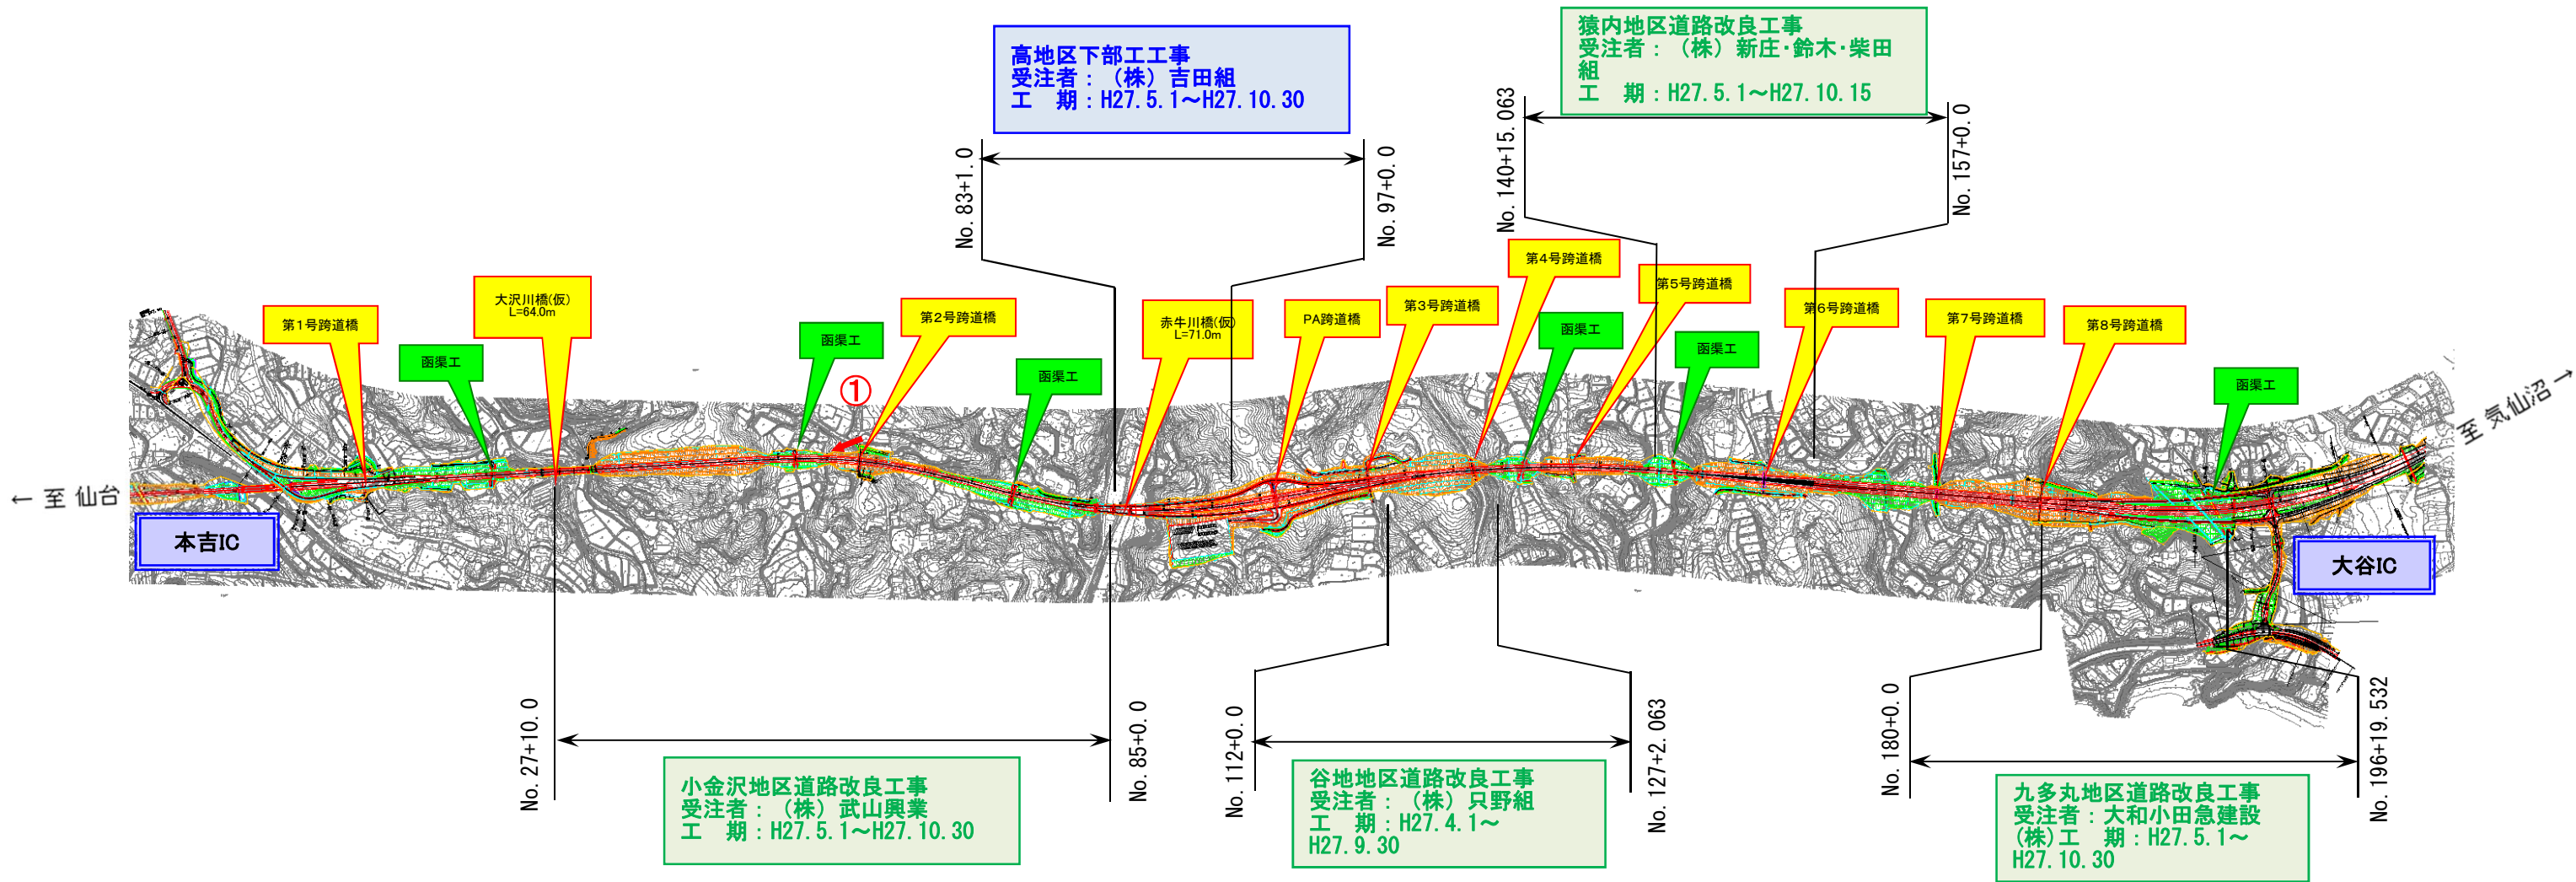 高地区下部工工事
受注者：（株）吉田組
工　期：H27.5.1～H27.10.30
猿内地区道路改良工事
受注者：（株）新庄・鈴木・柴田
組
工　期：H27.5.1～H27.10.15
No.83+1.0
No.97+0.0
No.140+15.063
No.157+0.0
第1号跨道橋
函渠工
大沢川橋(仮)
L=64.0m
函渠工
①
第2号跨道橋
函渠工
赤牛川橋(仮)
L=71.0m
PA跨道橋
第3号跨道橋
第4号跨道橋
函渠工
第5号跨道橋
函渠工
第6号跨道橋
第7号跨道橋
第8号跨道橋
函渠工
← 至 仙台
至 気仙沼 →
本吉IC
大谷IC
No.27+10.0
No.85+0.0
No.112+0.0
No.127+2.063
No.180+0.0
No.196+19.532
小金沢地区道路改良工事
受注者：（株）武山興業
工　期：H27.5.1～H27.10.30
谷地地区道路改良工事
受注者：（株）只野組
工　期：H27.4.1～
H27.9.30
九多丸地区道路改良工事
受注者：大和小田急建設
(株)工　期：H27.5.1～
H27.10.30